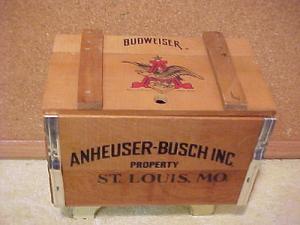 BUDWEISER
ANHEUSER-BUSCH INC.
PROPERTY
ST. LOUIS, MO.